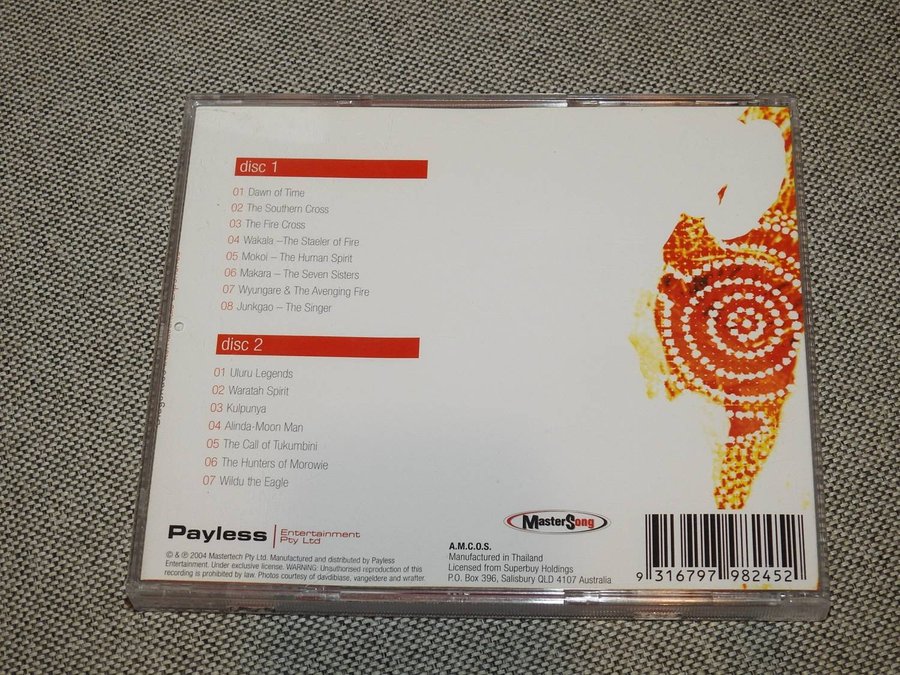 disc 1
01 Dawn of Time
02 The Southern Cross
03 The Fire Cross
04 Wakala – The Staeler of Fire
05 Mokoi – The Human Spirit
06 Makara – The Seven Sisters
07 Wyungare & The Avenging Fire
08 Junkgao – The Singer
disc 2
01 Uluru Legends
02 Waratah Spirit
03 Kulpunya
04 Alinda-Moon Man
05 The Call of Tukumbini
06 The Hunters of Morowie
07 Wildu the Eagle
Payless
Entertainment
Pty Ltd
© & ℗ 2004 Mastertech Pty Ltd. Manufactured and distributed by Payless
Entertainment. Under exclusive license. WARNING: Unauthorised reproduction of this
recording is prohibited by law. Photos courtesy of davdiblase, vangeldere and wraffer.
MasterSong
A.M.C.O.S.
Manufactured in Thailand
Licensed from Superbuy Holdings
P.O. Box 396, Salisbury QLD 4107 Australia
9 316797 982452